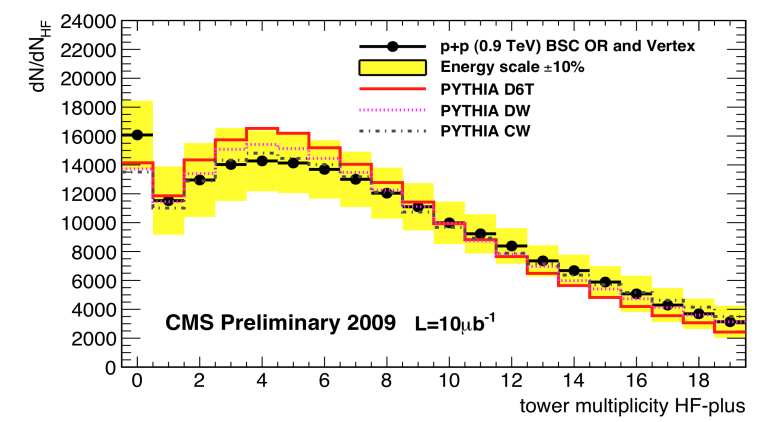 dN/dN_HF
24000
22000
20000
18000
16000
14000
12000
10000
8000
6000
4000
2000
0
p+p (0.9 TeV) BSC OR and Vertex
Energy scale ±10%
PYTHIA D6T
PYTHIA DW
PYTHIA CW
CMS Preliminary 2009 L=10μb⁻¹
0 2 4 6 8 10 12 14 16 18
tower multiplicity HF-plus